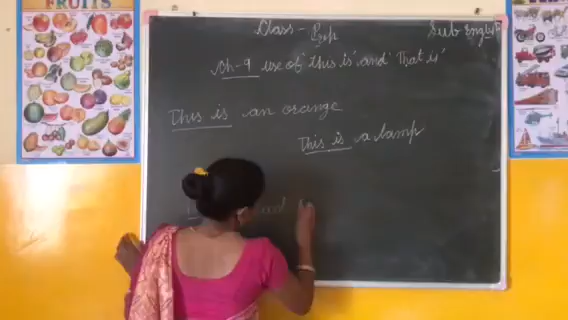 FRUITS
Class - Prep
Sub English
Ch-9 use of 'This is' and 'That is'
This is an orange
This is a lamp